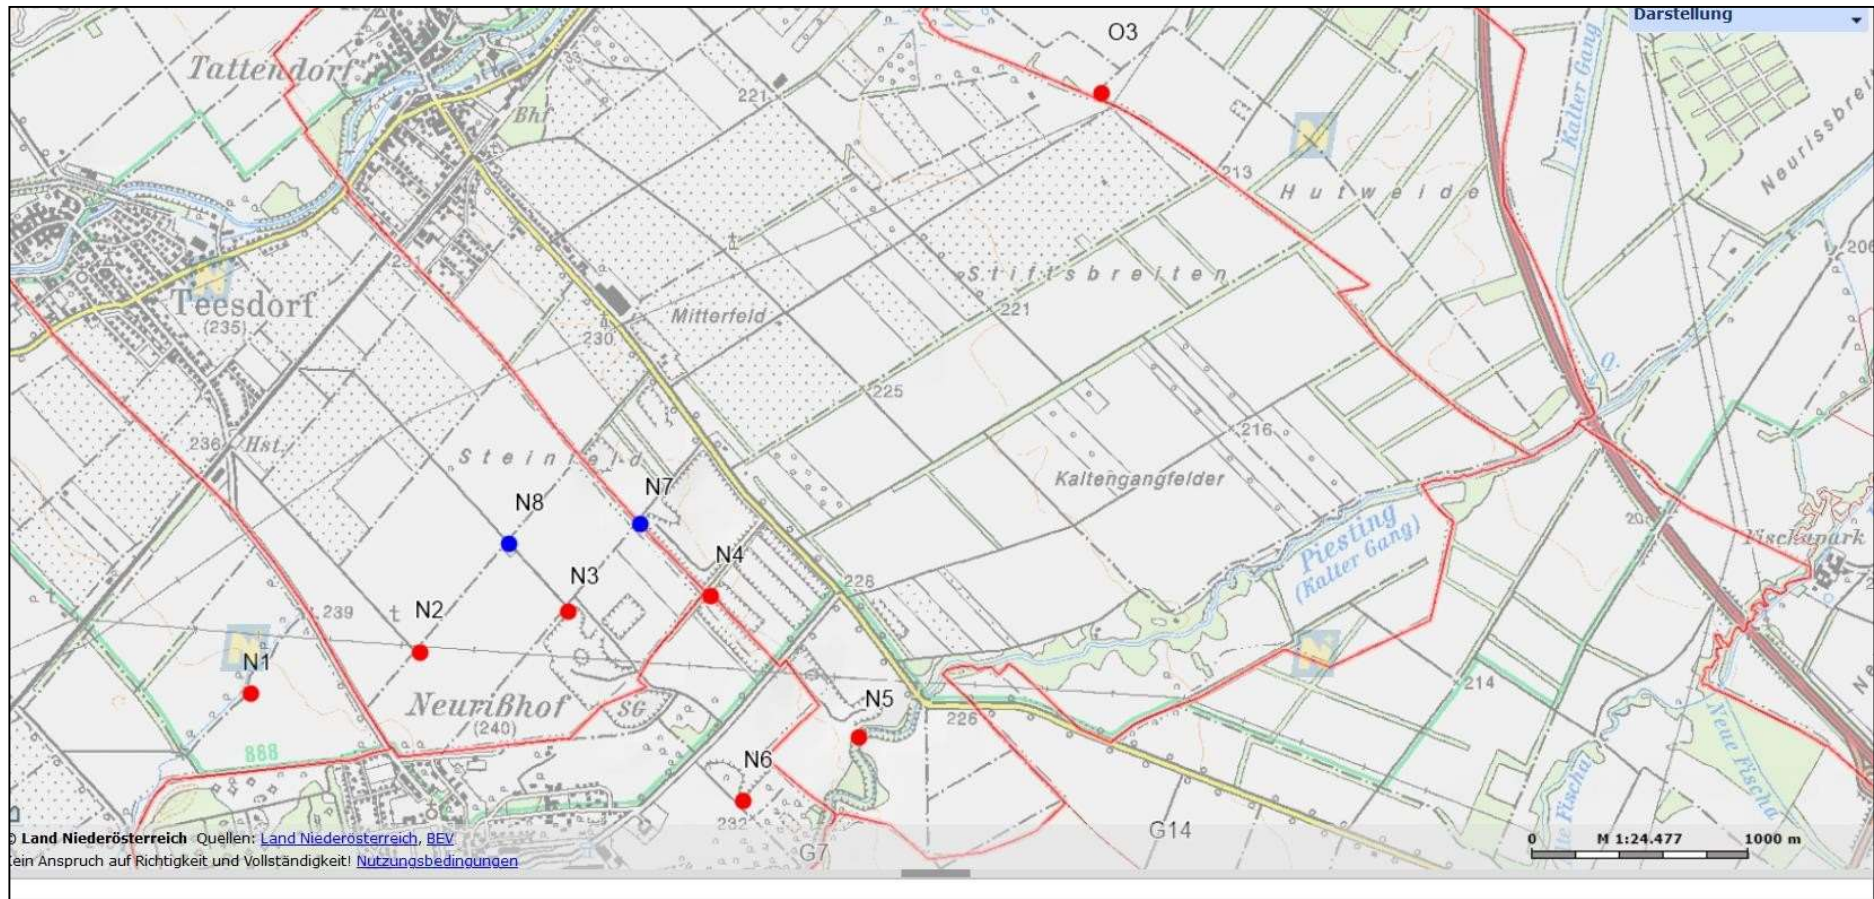 Darstellung
O3
Tattendorf
Bhf
221
213
Hutweide
Kalter Gang
Neurissbrei
Stiftsbreiten
221
Mitterfeld
230
Teesdorf
(235)
225
Q.
216
236
Hst.
Steinfeld
Kaltengangfelder
N8
N7
Piesting
(Kalter Gang)
Fischapark
N4
N3
228
239
N2
N1
N5
214
Neurißhof
(240)
SG
226
888
N6
232
Neue Fischa
G14
G7
Land Niederösterreich Quellen: Land Niederösterreich, BEV
ein Anspruch auf Richtigkeit und Vollständigkeit! Nutzungsbedingungen
0 M 1:24.477 1000 m